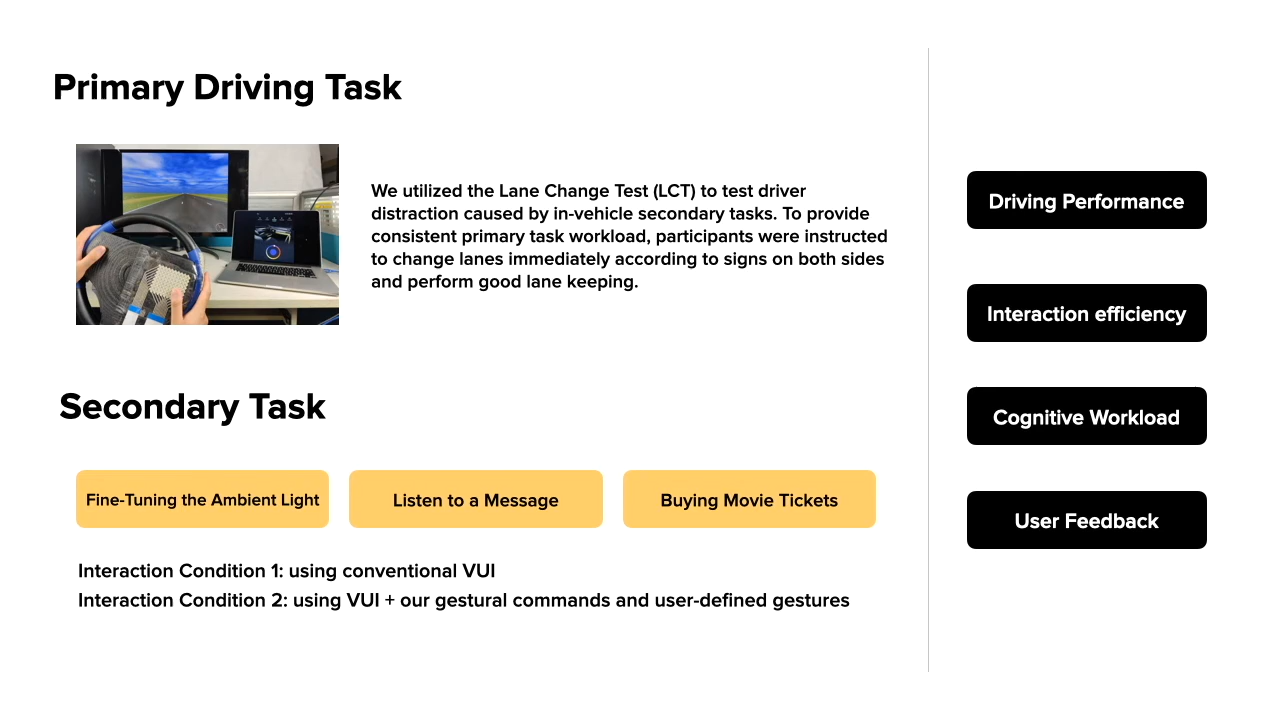 Primary Driving Task
We utilized the Lane Change Test (LCT) to test driver
distraction caused by in-vehicle secondary tasks. To provide
consistent primary task workload, participants were instructed
to change lanes immediately according to signs on both sides
and perform good lane keeping.
Secondary Task
Fine-Tuning the Ambient Light
Listen to a Message
Buying Movie Tickets
Interaction Condition 1: using conventional VUI
Interaction Condition 2: using VUI + our gestural commands and user-defined gestures
Driving Performance
Interaction efficiency
Cognitive Workload
User Feedback